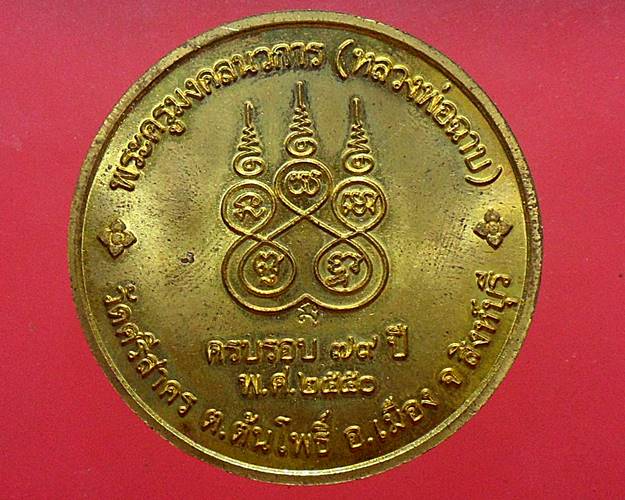 พระครูมงคลนวการ (หลวงพ่อฉาบ)
ครบรอบ ๗๙ ปี
พ.ศ.๒๕๕๐
วัดศรีสาคร ต.ต้นโพธิ์ อ.เมือง จ.สิงห์บุรี